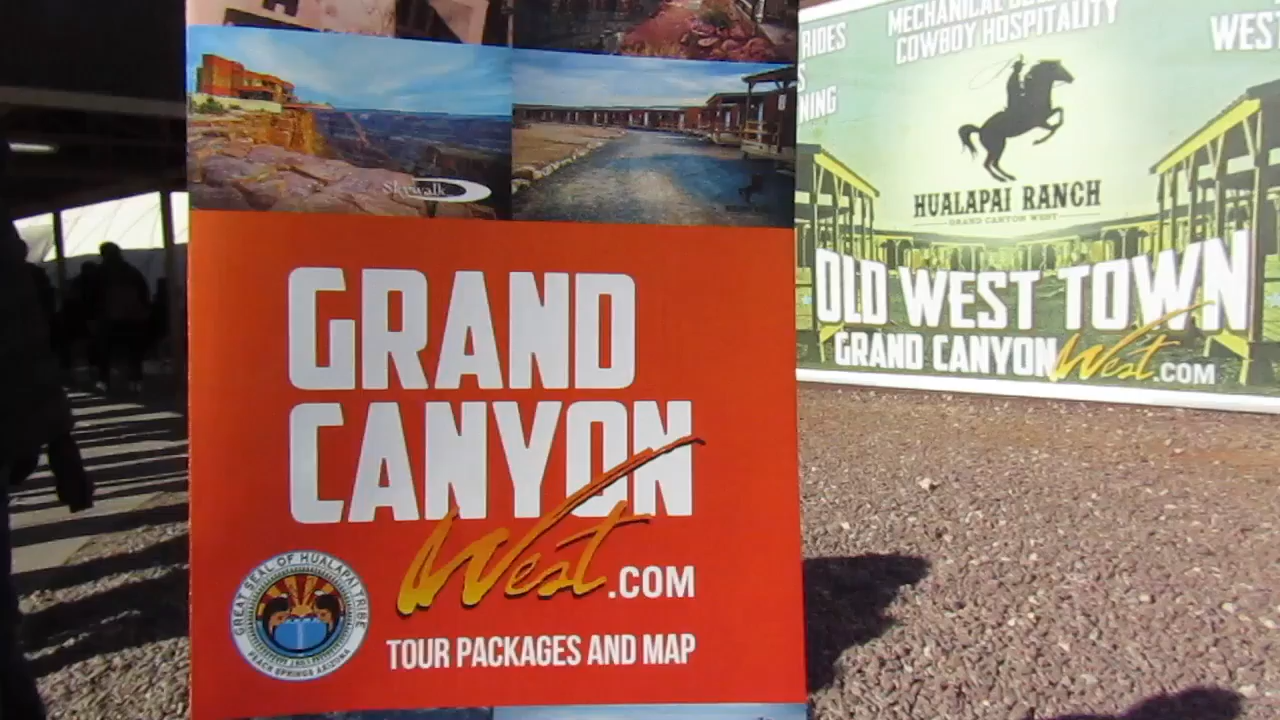 Skywalk
GRAND
CANYON
West.COM
GREAT SEAL OF HUALAPAI TRIBE
PEACH SPRINGS ARIZONA
TOUR PACKAGES AND MAP
RIDES
NING
MECHANICAL
COWBOY HOSPITALITY
WEST
HUALAPAI RANCH
GRAND CANYON WEST
OLD WEST TOWN
GRAND CANYON West.COM